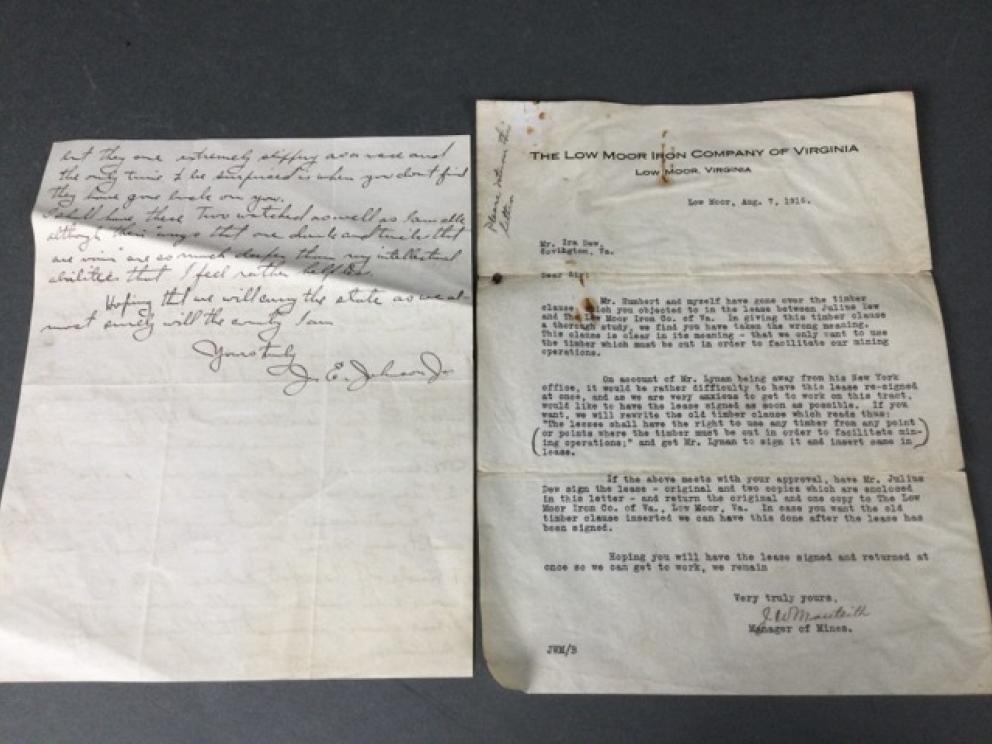 but they are extremely slippery as a race and
the only time to be surprised is when you don't find
they have gone back on you.
I shall have these two watched as well as I am able
although their "ways that are dark and tricks that
are vain" are so much deeper than my intellectual
abilities that I feel rather helpless.
Hoping that we will carry the state as we al-
most surely will the county I am
Yours truly
J. E. Johnson Jr
Please return this
letter
THE LOW MOOR IRON COMPANY OF VIRGINIA
LOW MOOR, VIRGINIA
Low Moor, Aug. 7, 1916.
Mr. Ira Dew,
Covington, Va.
Dear Sir:
Mr. Humbert and myself have gone over the timber
clause which you objected to in the lease between Julius Dew
and The Low Moor Iron Co. of Va. In giving this timber clause
a thorough study, we find you have taken the wrong meaning.
This clause is clear in its meaning - that we only want to use
the timber which must be cut in order to facilitate our mining
operations.
On account of Mr. Lyman being away from his New York
office, it would be rather difficulty to have this lease re-signed
at once, and as we are very anxious to get to work on this tract,
would like to have the lease signed as soon as possible. If you
want, we will rewrite the old timber clause which reads thus:
"The lessee shall have the right to use any timber from any point
or points where the timber must be cut in order to facilitate min-
ing operations;" and get Mr. Lyman to sign it and insert same in
lease.
If the above meets with your approval, have Mr. Julius
Dew sign the lease - original and two copies which are enclosed
in this letter - and return the original and one copy to The Low
Moor Iron Co. of Va., Low Moor, Va. In case you want the old
timber clause inserted we can have this done after the lease has
been signed.
Hoping you will have the lease signed and returned at
once so we can get to work, we remain
Very truly yours,
J W Monteith
Manager of Mines.
JWM/B